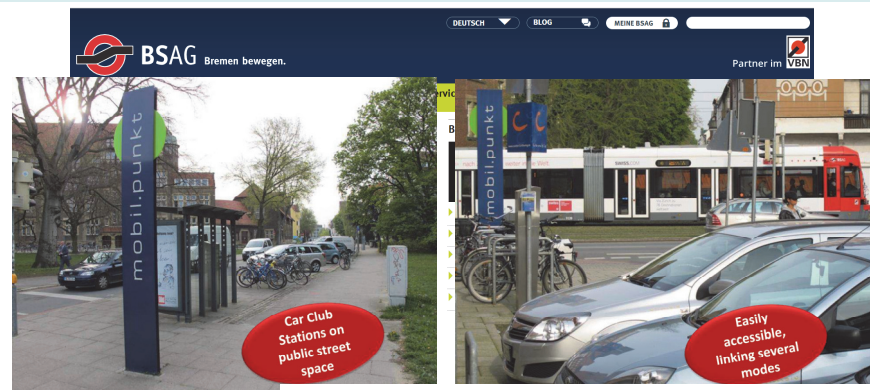 DEUTSCH
BLOG
MEINE BSAG
BSAG Bremen bewegen.
Partner im VBN
mobil.punkt
Car Club
Stations on
public street
space
ervic
B
mobil.punkt
Easily
accessible,
linking several
modes